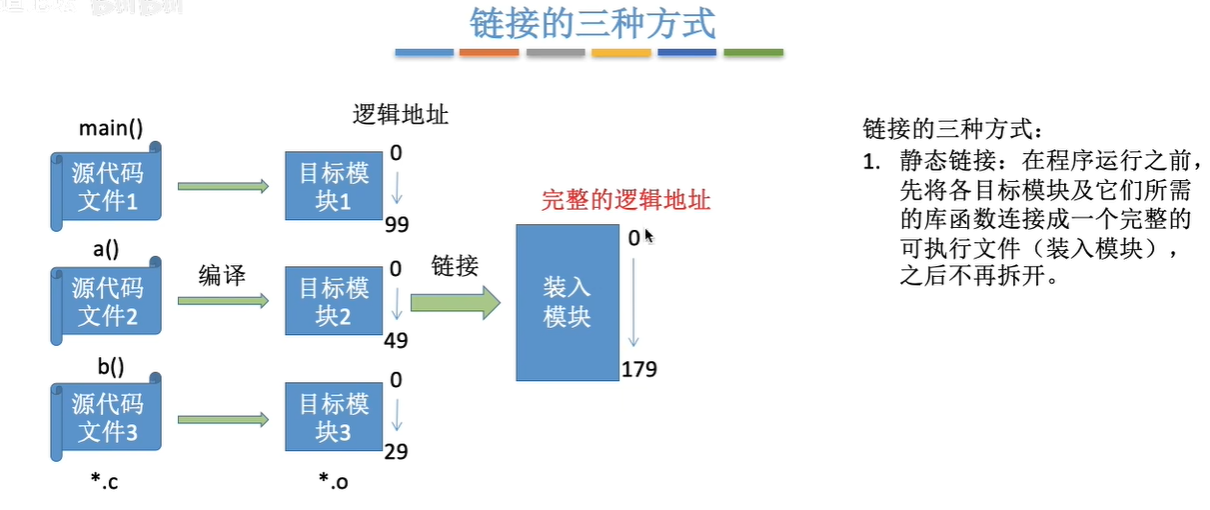 链接的三种方式
main()
源代码
文件1
a()
源代码
文件2
b()
源代码
文件3
*.c
编译
逻辑地址
目标模
块1
0
99
目标模
块2
0
49
目标模
块3
0
29
*.o
链接
完整的逻辑地址
装入
模块
0
179
链接的三种方式：
1. 静态链接：在程序运行之前，
先将各目标模块及它们所需
的库函数连接成一个完整的
可执行文件（装入模块），
之后不再拆开。